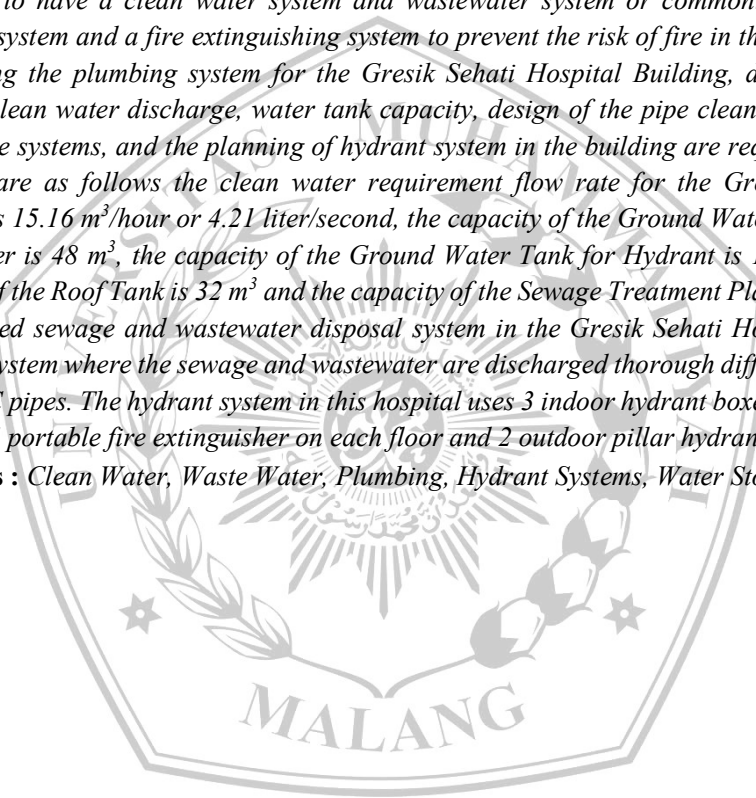 to have a clean water system and wastewater system or common
system and a fire extinguishing system to prevent the risk of fire in th
ng the plumbing system for the Gresik Sehati Hospital Building, a
lean water discharge, water tank capacity, design of the pipe clean
e systems, and the planning of hydrant system in the building are re
are as follows the clean water requirement flow rate for the Gr
s 15.16 m³/hour or 4.21 liter/second, the capacity of the Ground Wat
er is 48 m³, the capacity of the Ground Water Tank for Hydrant is 1
f the Roof Tank is 32 m³ and the capacity of the Sewage Treatment Pla
ed sewage and wastewater disposal system in the Gresik Sehati Ho
ystem where the sewage and wastewater are discharged thorough diff
C pipes. The hydrant system in this hospital uses 3 indoor hydrant boxe
portable fire extinguisher on each floor and 2 outdoor pillar hydran
s : Clean Water, Waste Water, Plumbing, Hydrant Systems, Water Sto
UNIVERSITAS MUHAMMADIYAH
MALANG